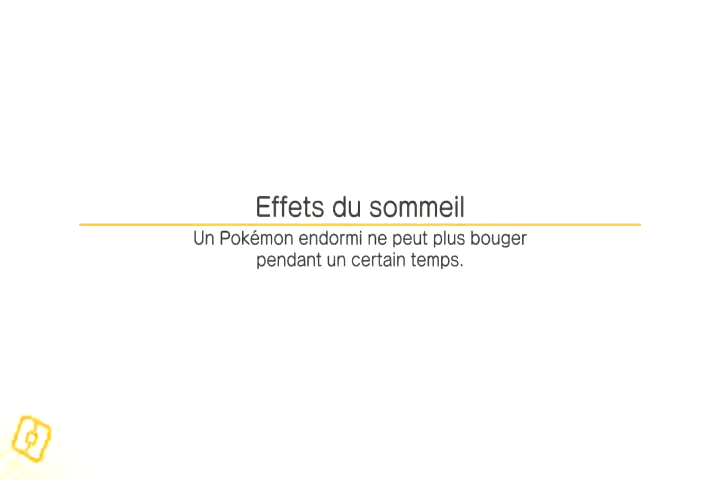 Effets du sommeil
Un Pokémon endormi ne peut plus bouger
pendant un certain temps.